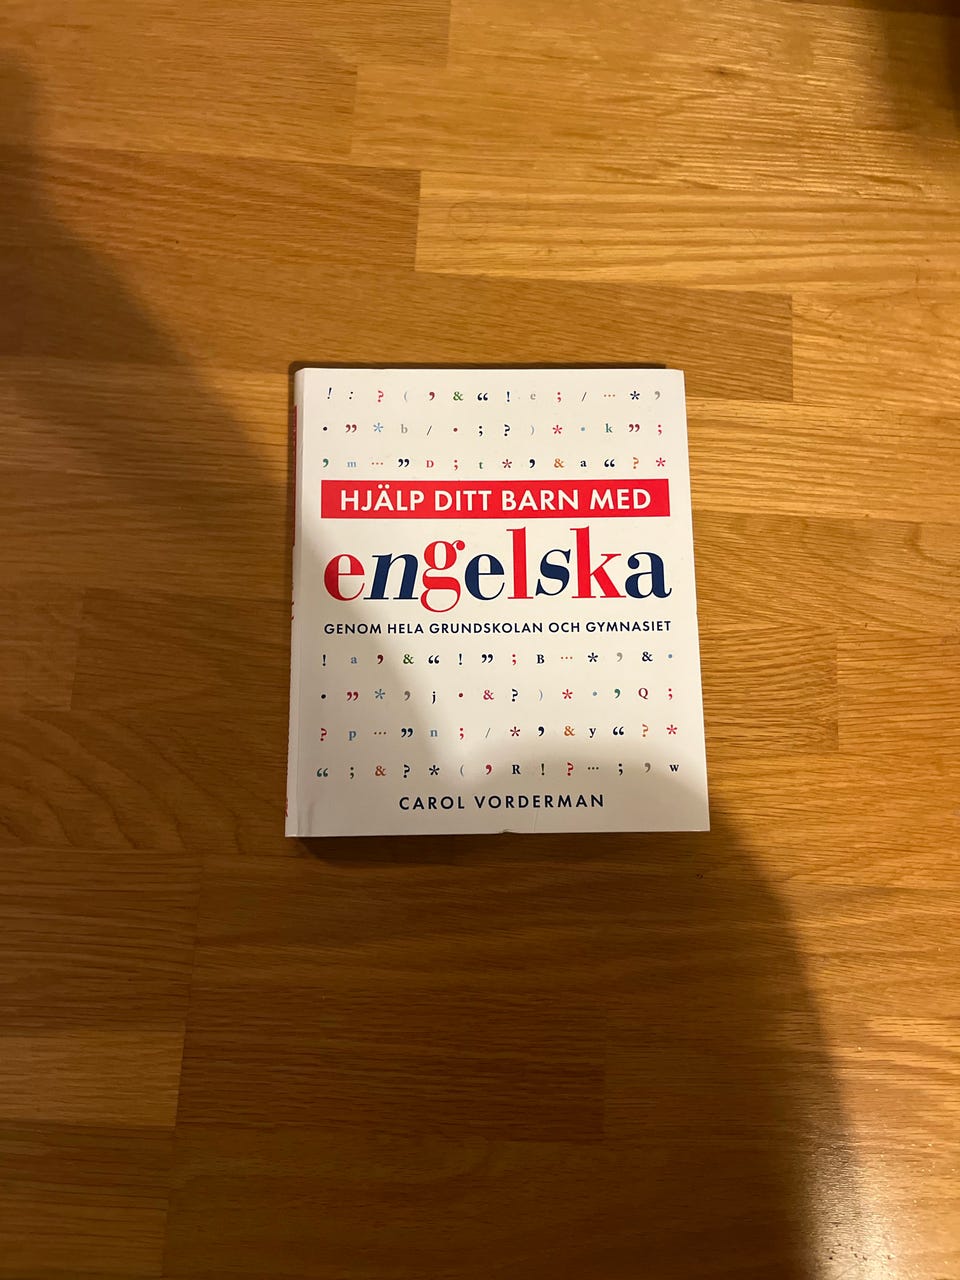 ! : ? ( , & “ ! e ; / ... * ,
• ” * b / • ; ? ) * • k ” ;
, m ... ” D ; t * , & a “ ? *
HJÄLP DITT BARN MED
engelska
GENOM HELA GRUNDSKOLAN OCH GYMNASIET
! a , & “ ! ” ; B ... * , & •
• ” * , j • & ? ) * • , Q ;
? p ... ” n ; / * , & y “ ? *
“ ; & ? * ( , R ! ? ... ; , w
CAROL VORDERMAN